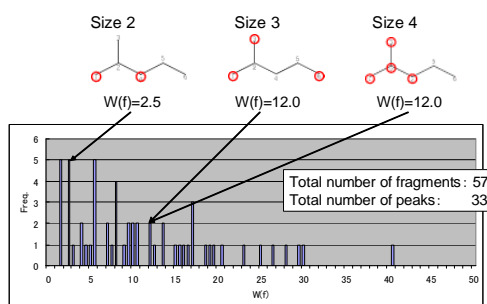 Size 2 Size 3 Size 4
W(f)=2.5 W(f)=12.0 W(f)=12.0
6
5
4
3
2
1
0
Freq.
Total number of fragments: 57
Total number of peaks: 33
0 5 10 15 20 25 30 35 40 45 50
W(f)